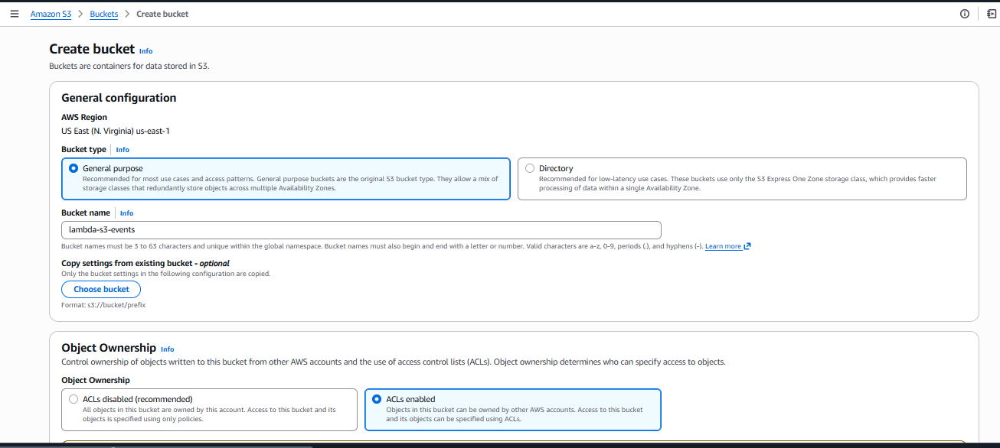 Amazon S3 > Buckets > Create bucket
Create bucket Info
Buckets are containers for data stored in S3.
General configuration
AWS Region
US East (N. Virginia) us-east-1
Bucket type Info
General purpose
Recommended for most use cases and access patterns. General purpose buckets are the original S3 bucket type. They allow a mix of
storage classes that redundantly store objects across multiple Availability Zones.
Directory
Recommended for low-latency use cases. These buckets use only the S3 Express One Zone storage class, which provides faster
processing of data within a single Availability Zone.
Bucket name Info
lambda-s3-events
Bucket names must be 3 to 63 characters and unique within the global namespace. Bucket names must also begin and end with a letter or number. Valid characters are a-z, 0-9, periods (.), and hyphens (-). Learn more
Copy settings from existing bucket - optional
Only the bucket settings in the following configuration are copied.
Choose bucket
Format: s3://bucket/prefix
Object Ownership Info
Control ownership of objects written to this bucket from other AWS accounts and the use of access control lists (ACLs). Object ownership determines who can specify access to objects.
Object Ownership
ACLs disabled (recommended)
All objects in this bucket are owned by this account. Access to this bucket and its
objects is specified using only policies.
ACLs enabled
Objects in this bucket can be owned by other AWS accounts. Access to this bucket
and its objects can be specified using ACLs.